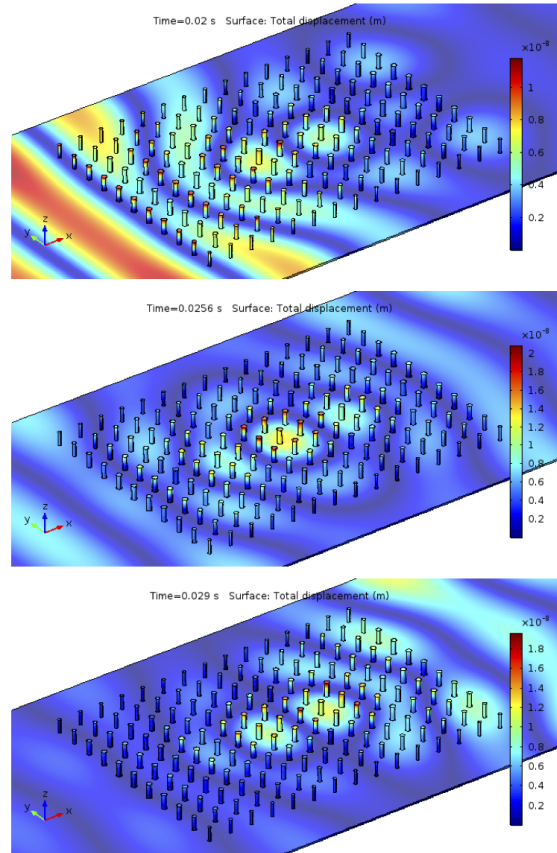 Time=0.02 s Surface: Total displacement (m)
×10⁻⁸
1
0.8
0.6
0.4
0.2
z
y
x
Time=0.0256 s Surface: Total displacement (m)
×10⁻⁸
2
1.8
1.6
1.4
1.2
1
0.8
0.6
0.4
0.2
z
y
x
Time=0.029 s Surface: Total displacement (m)
×10⁻⁸
1.8
1.6
1.4
1.2
1
0.8
0.6
0.4
0.2
z
y
x